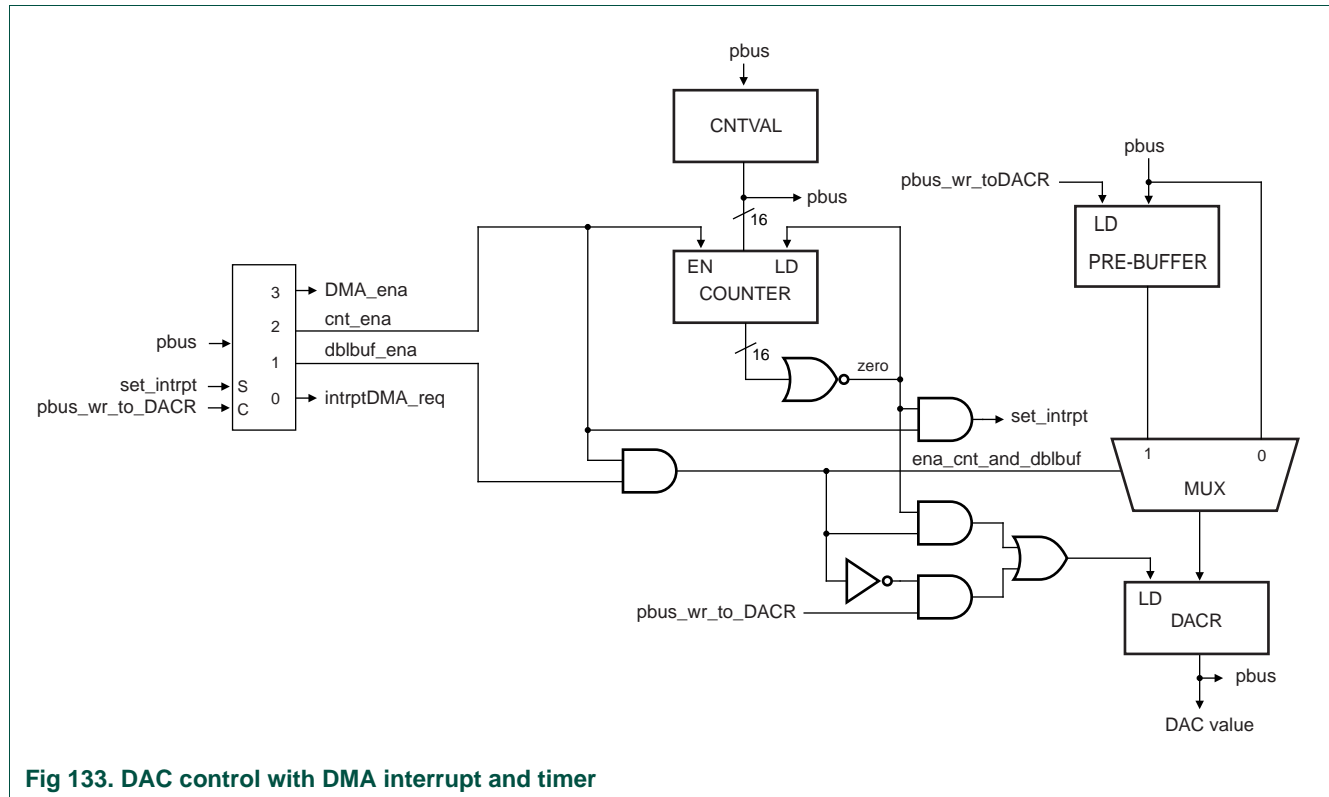 pbus
CNTVAL
pbus
16
pbus
pbus_wr_toDACR
LD
PRE-BUFFER
EN LD
COUNTER
16
zero
3 DMA_ena
2 cnt_ena
1 dblbuf_ena
0 intrptDMA_req
pbus
set_intrpt S
pbus_wr_to_DACR C
set_intrpt
ena_cnt_and_dblbuf
1 0
MUX
pbus_wr_to_DACR
LD
DACR
pbus
DAC value
Fig 133. DAC control with DMA interrupt and timer